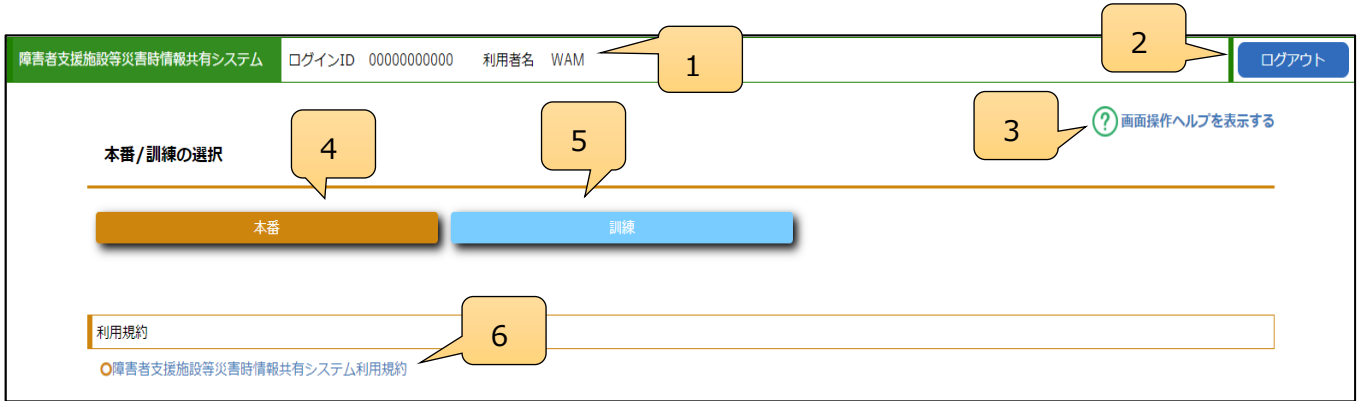 障害者支援施設等災害時情報共有システム ログインID 00000000000 利用者名 WAM 1 2 ログアウト
3 画面操作ヘルプを表示する
本番/訓練の選択 4 5
本番 訓練
利用規約 6
障害者支援施設等災害時情報共有システム利用規約